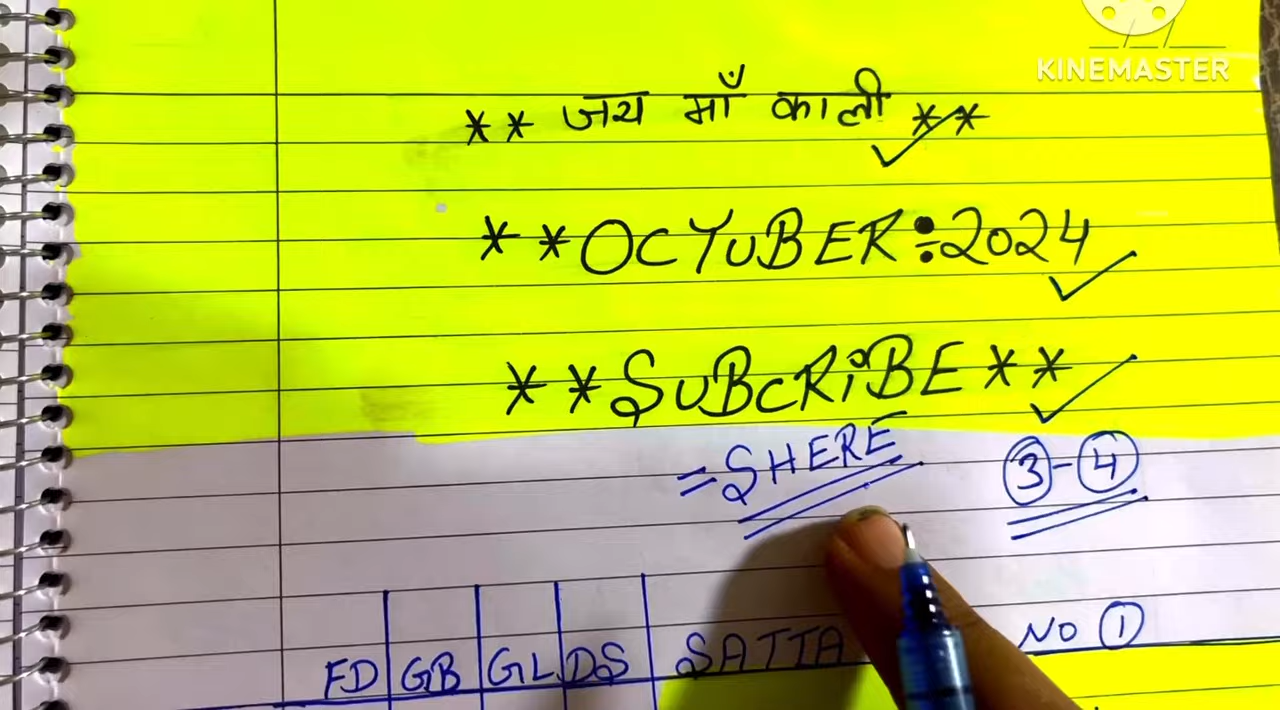 KINEMASTER
** जय माँ काली **
**OCTUBER÷2024
**SUBCRiBE**
=SHERE ③-④
FD GB GL DS SATTA NO ①